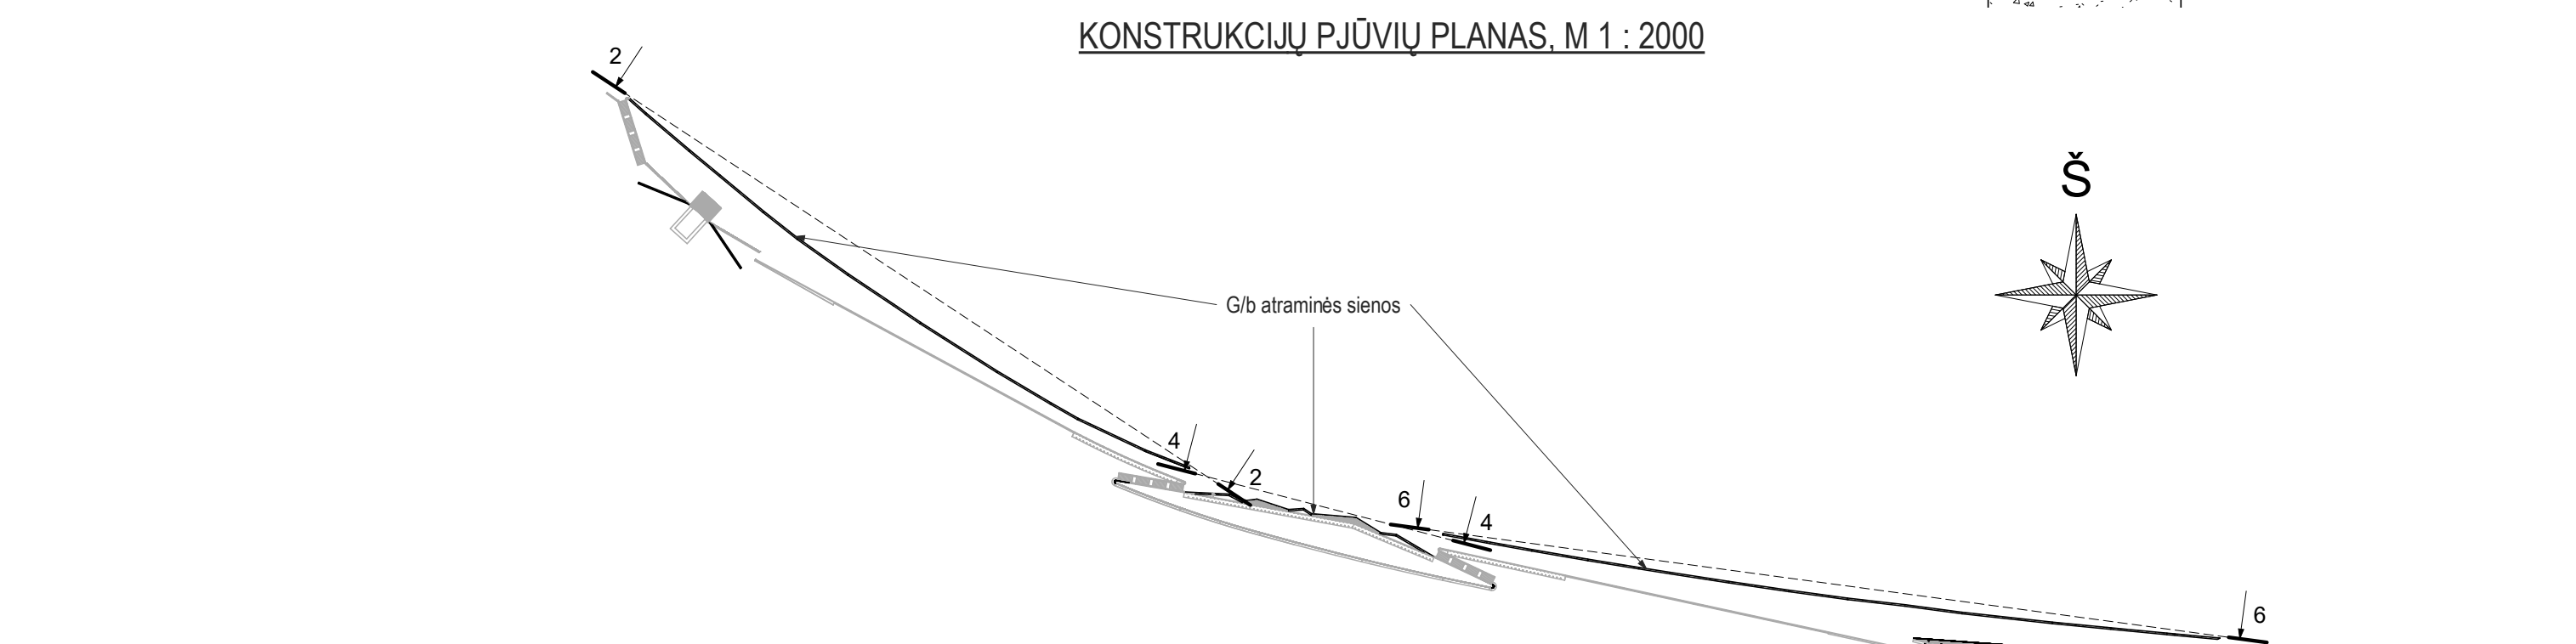 KONSTRUKCIJŲ PJŪVIŲ PLANAS, M 1 : 2000
2
Š
G/b atraminės sienos
4
2
6
4
6